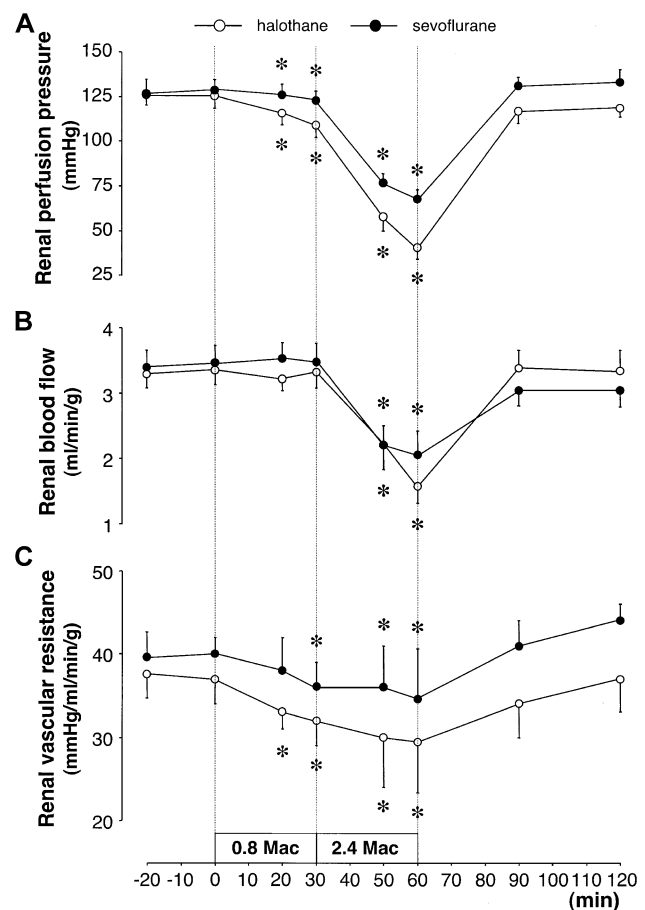 A
halothane sevoflurane
150
125
100
75
50
25
Renal perfusion pressure
(mmHg)
* *
* *
* *
* *
B
4
3
2
1
Renal blood flow
(ml/min/g)
* *
* *
C
50
40
30
20
Renal vascular resistance
(mmHg/ml/min/g)
* * *
* * * *
0.8 Mac 2.4 Mac
-20 -10 0 10 20 30 40 50 60 70 80 90 100 110 120
(min)